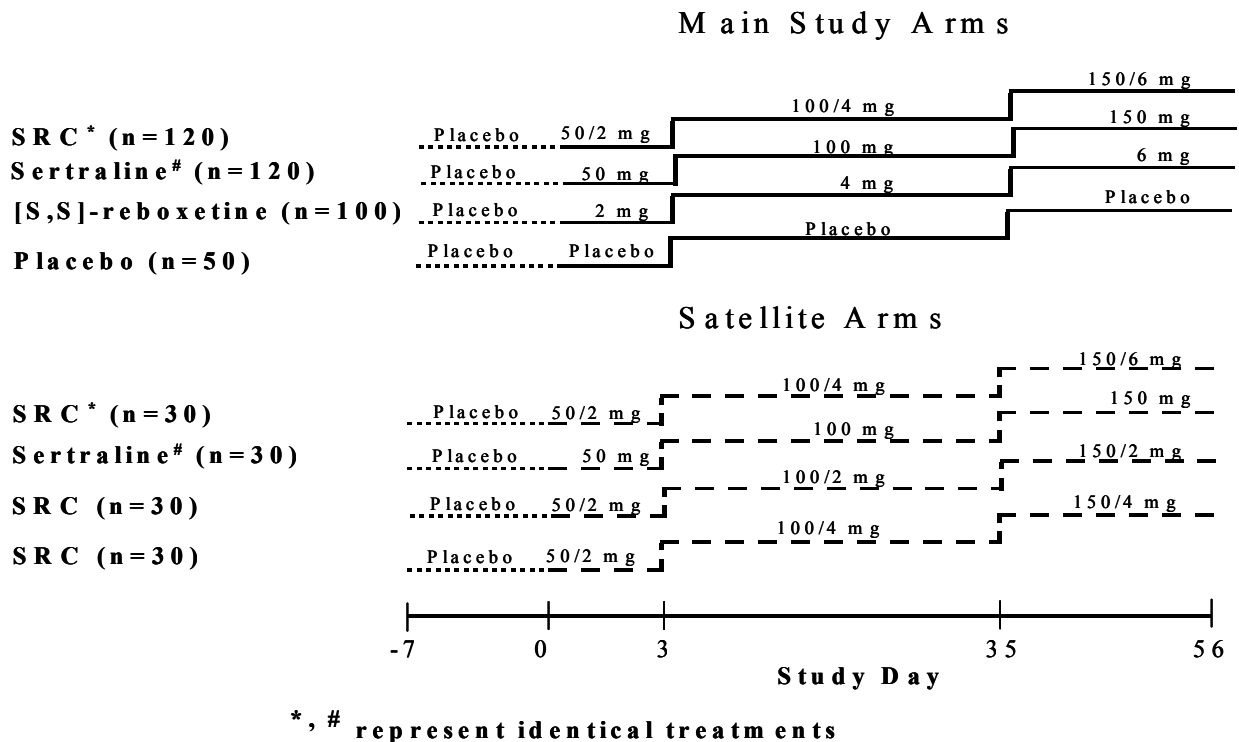 Main Study Arms
150/6 mg
100/4 mg
SRC* (n=120) Placebo 50/2 mg
150 mg
100 mg
Sertraline# (n=120) Placebo 50 mg
6 mg
4 mg
[S,S]-reboxetine (n=100) Placebo 2 mg
Placebo
Placebo
Placebo (n=50) Placebo Placebo
Satellite Arms
150/6 mg
100/4 mg
SRC* (n=30) Placebo 50/2 mg
150 mg
100 mg
Sertraline# (n=30) Placebo 50 mg
150/2 mg
100/2 mg
SRC (n=30) Placebo 50/2 mg
150/4 mg
100/4 mg
SRC (n=30) Placebo 50/2 mg
-7 0 3 35 56
Study Day
*, # represent identical treatments